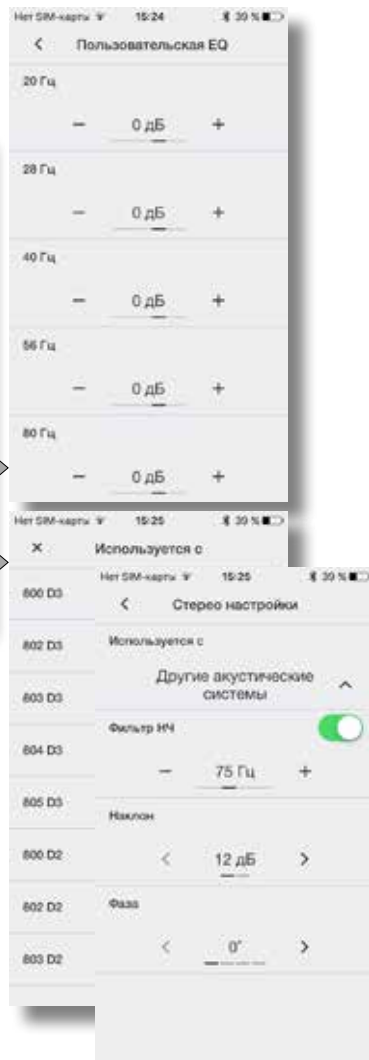 Нет SIM-карты 15:24 39 %
Пользовательская EQ
20 Гц
− 0 дБ +
28 Гц
− 0 дБ +
40 Гц
− 0 дБ +
56 Гц
− 0 дБ +
80 Гц
− 0 дБ +
Нет SIM-карты 15:25 39 %
× Используется с
800 D3
802 D3
803 D3
804 D3
805 D3
800 D2
802 D2
803 D2
Нет SIM-карты 15:25 39 %
Стерео настройки
Используется с
Другие акустические
системы
Фильтр НЧ
− 75 Гц +
Наклон
< 12 дБ >
Фаза
< 0° >